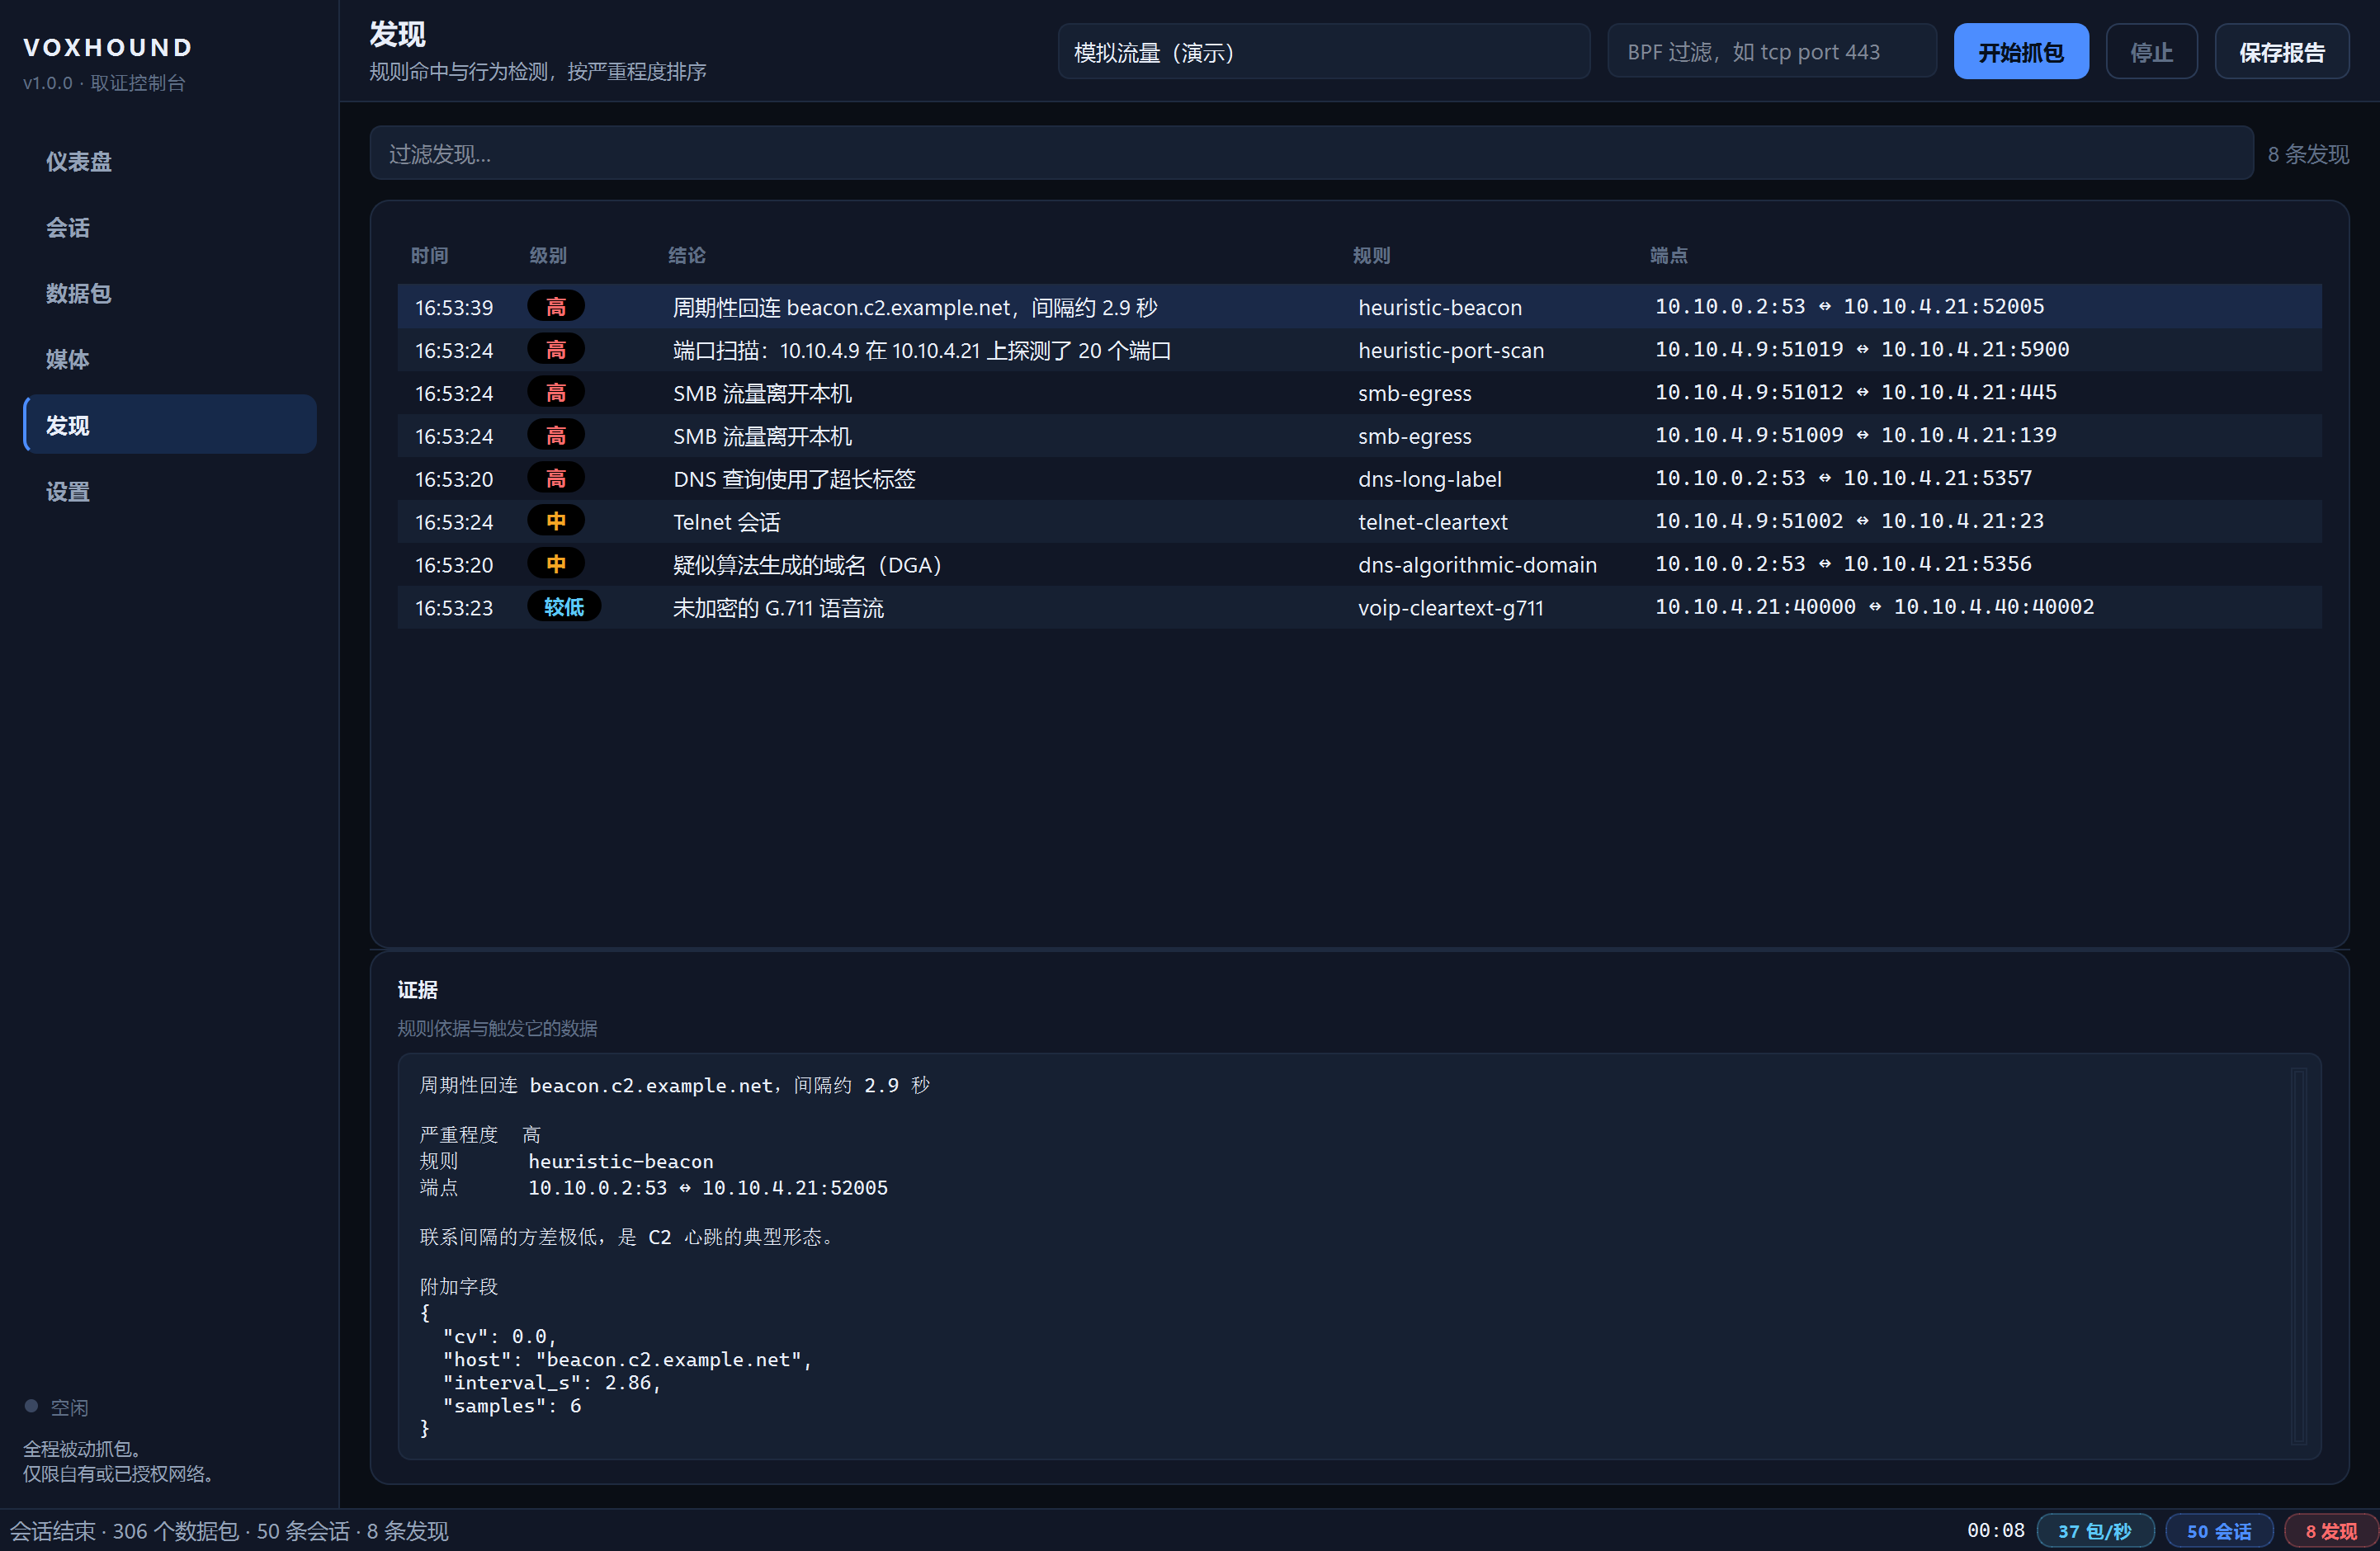 VOXHOUND
v1.0.0 · 取证控制台
仪表盘
会话
数据包
媒体
发现
设置
空闲
全程被动抓包。
仅限自有或已授权网络。
发现
规则命中与行为检测，按严重程度排序
模拟流量（演示）
BPF 过滤，如 tcp port 443
开始抓包
停止
保存报告
过滤发现...
8 条发现
时间 级别 结论 规则 端点
16:53:39 高 周期性回连 beacon.c2.example.net，间隔约 2.9 秒 heuristic-beacon 10.10.0.2:53 ↔ 10.10.4.21:52005
16:53:24 高 端口扫描：10.10.4.9 在 10.10.4.21 上探测了 20 个端口 heuristic-port-scan 10.10.4.9:51019 ↔ 10.10.4.21:5900
16:53:24 高 SMB 流量离开本机 smb-egress 10.10.4.9:51012 ↔ 10.10.4.21:445
16:53:24 高 SMB 流量离开本机 smb-egress 10.10.4.9:51009 ↔ 10.10.4.21:139
16:53:20 高 DNS 查询使用了超长标签 dns-long-label 10.10.0.2:53 ↔ 10.10.4.21:5357
16:53:24 中 Telnet 会话 telnet-cleartext 10.10.4.9:51002 ↔ 10.10.4.21:23
16:53:20 中 疑似算法生成的域名（DGA） dns-algorithmic-domain 10.10.0.2:53 ↔ 10.10.4.21:5356
16:53:23 较低 未加密的 G.711 语音流 voip-cleartext-g711 10.10.4.21:40000 ↔ 10.10.4.40:40002
证据
规则依据与触发它的数据
周期性回连 beacon.c2.example.net，间隔约 2.9 秒
严重程度 高
规则 heuristic-beacon
端点 10.10.0.2:53 ↔ 10.10.4.21:52005
联系间隔的方差极低，是 C2 心跳的典型形态。
附加字段
{
"cv": 0.0,
"host": "beacon.c2.example.net",
"interval_s": 2.86,
"samples": 6
}
会话结束 · 306 个数据包 · 50 条会话 · 8 条发现
00:08
37 包/秒
50 会话
8 发现